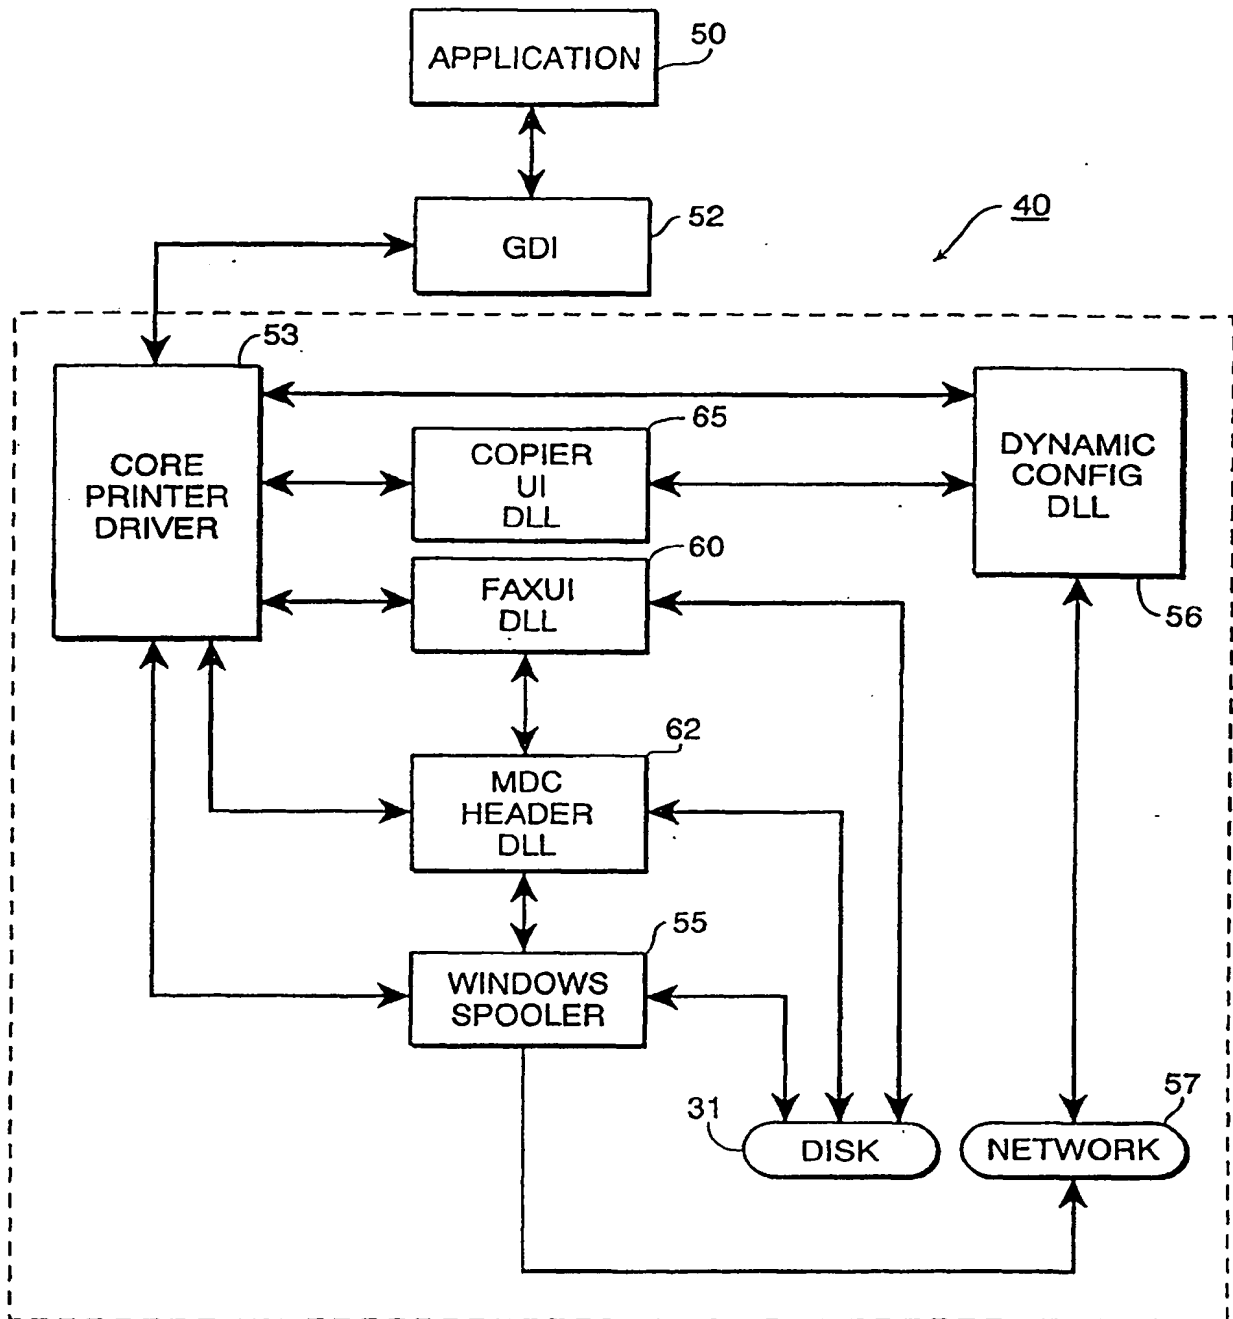 50
APPLICATION
52
GDI
40
53
CORE
PRINTER
DRIVER
65
COPIER
UI
DLL
DYNAMIC
CONFIG
DLL
56
60
FAXUI
DLL
62
MDC
HEADER
DLL
55
WINDOWS
SPOOLER
31
DISK
57
NETWORK